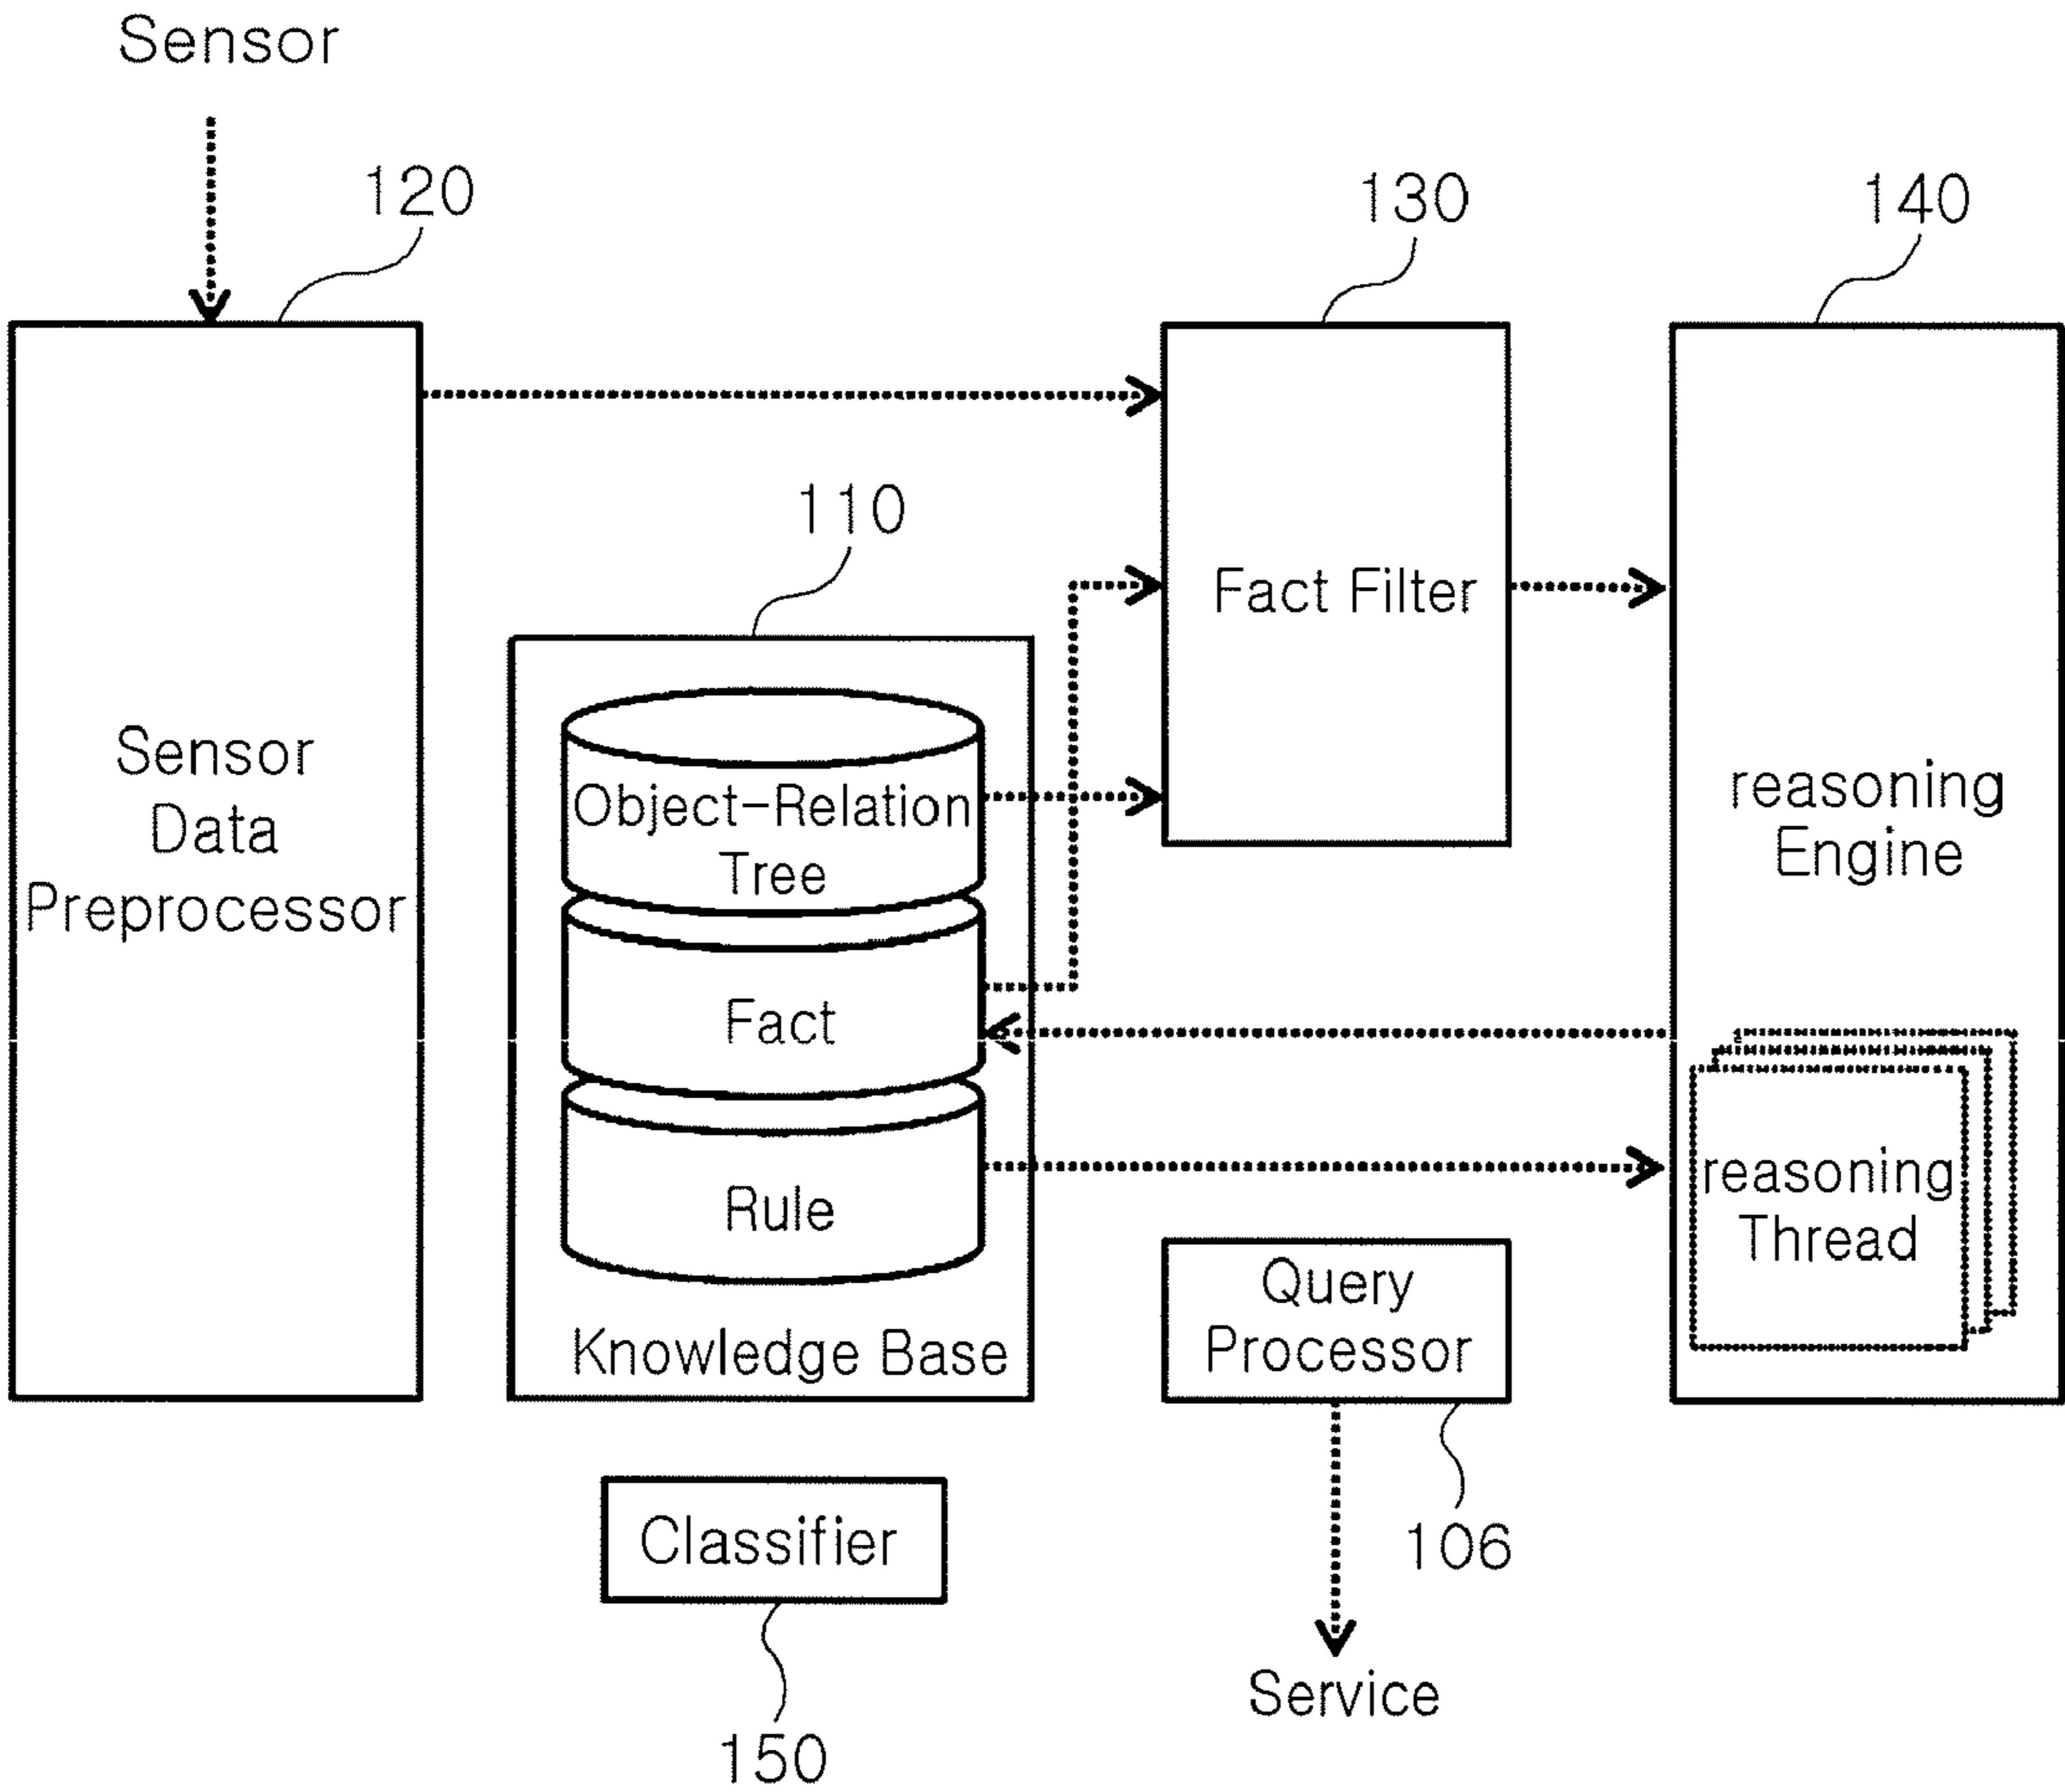 Sensor
120
130
140
110
Sensor
Data
Preprocessor
Object-Relation
Tree
Fact
Rule
Knowledge Base
Fact Filter
reasoning
Engine
reasoning
Thread
Query
Processor
106
Classifier
150
Service